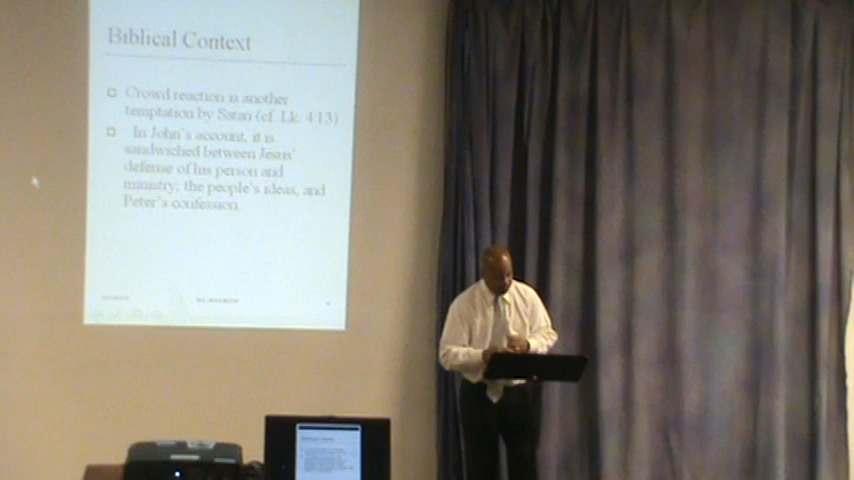 Biblical Context
Crowd reaction is another
temptation by Satan (cf. Lk. 4:13)
In John's account, it is
sandwiched between Jesus'
defense of his person and
ministry, the people's ideas, and
Peter's confession.